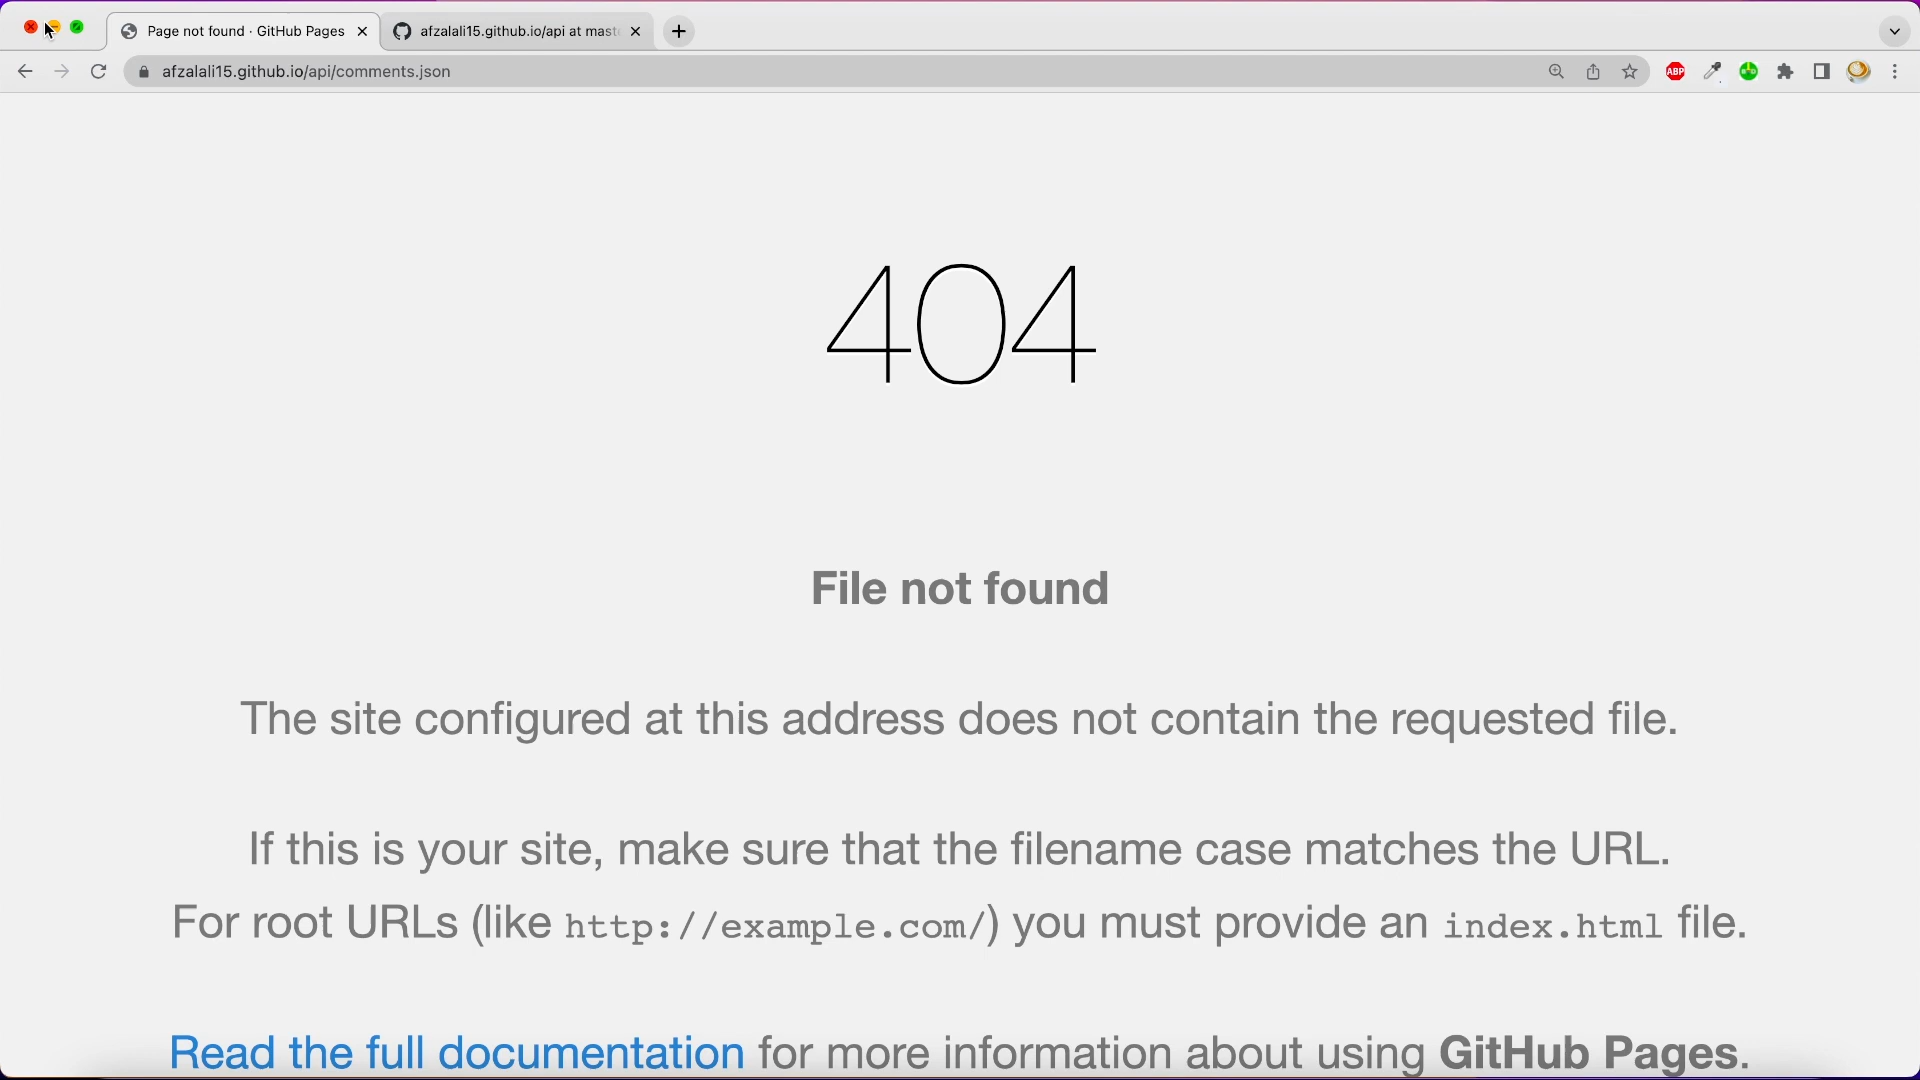 Page not found · GitHub Pages
afzalali15.github.io/api at mast
afzalali15.github.io/api/comments.json
ABP
404
File not found
The site configured at this address does not contain the requested file.
If this is your site, make sure that the filename case matches the URL.
For root URLs (like http://example.com/) you must provide an index.html file.
Read the full documentation for more information about using GitHub Pages.